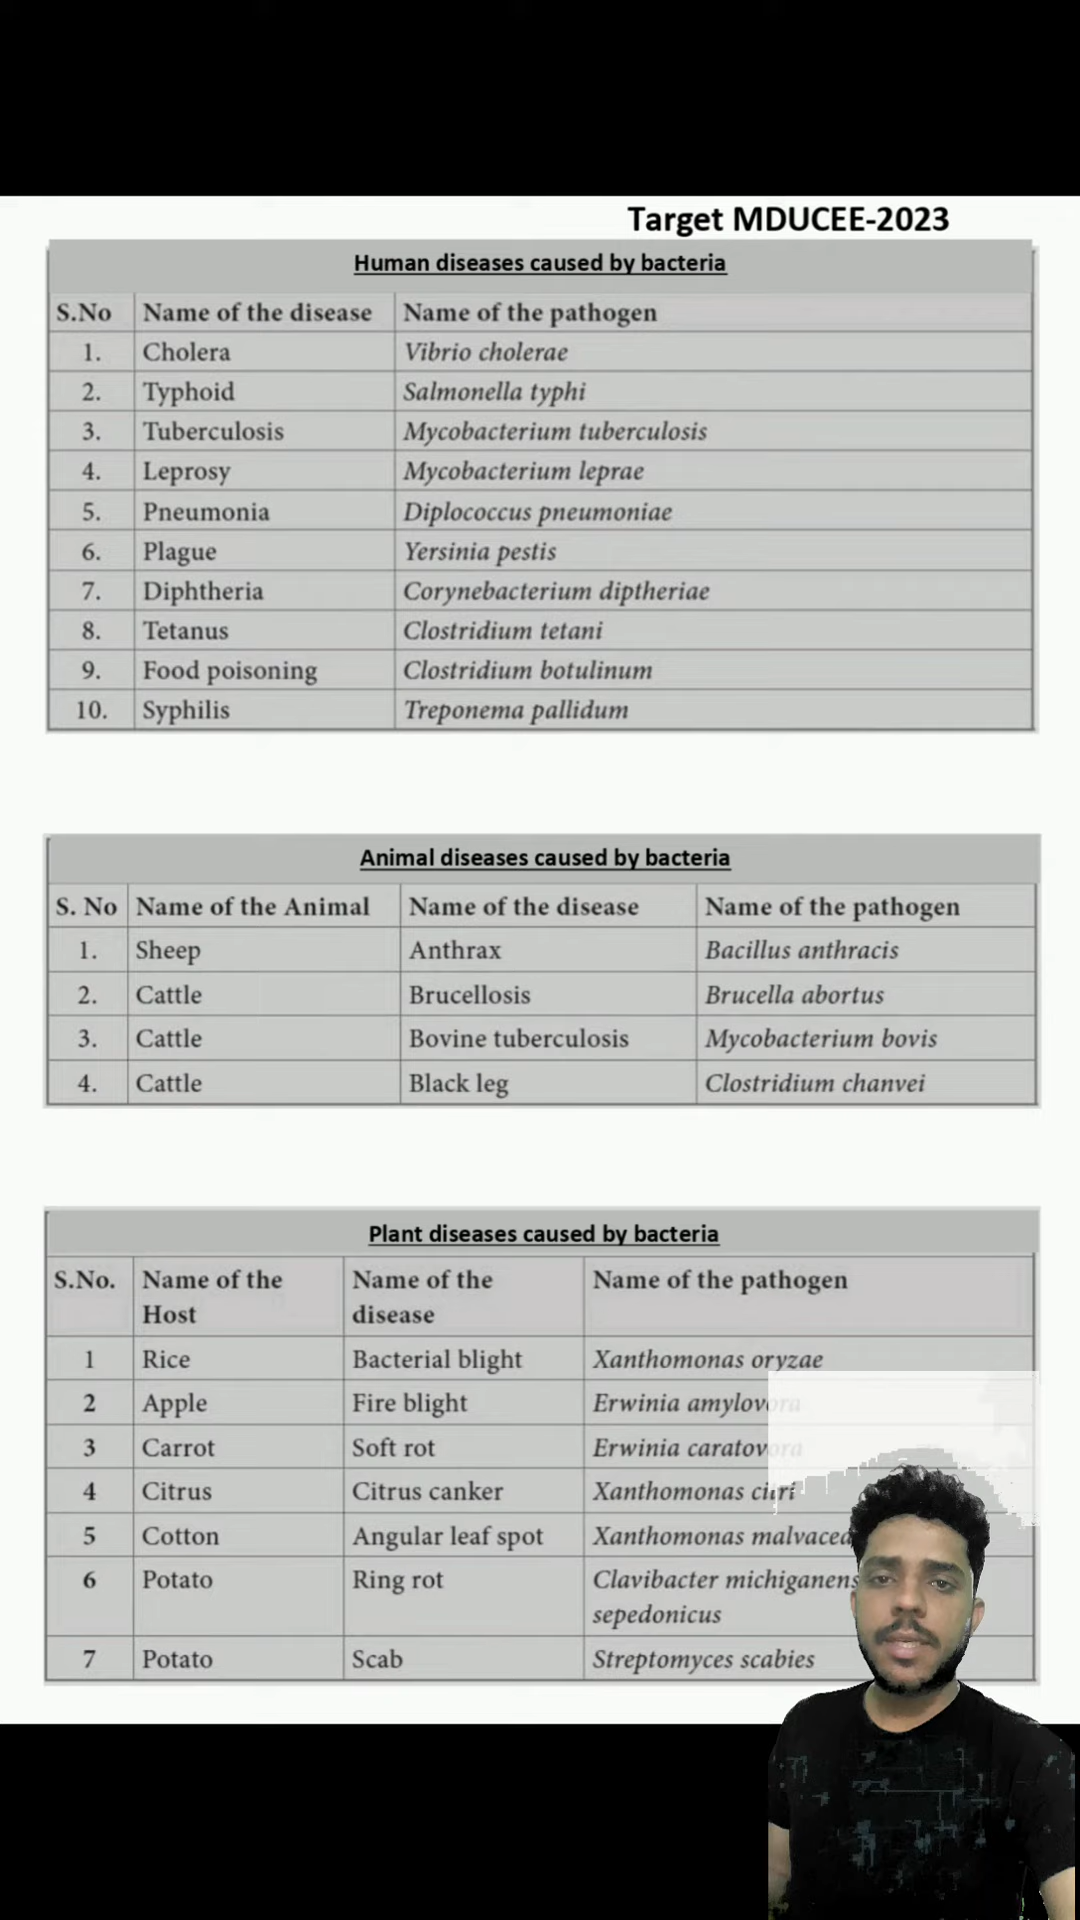 Target MDUCEE-2023
Human diseases caused by bacteria
S.No Name of the disease Name of the pathogen
1. Cholera Vibrio cholerae
2. Typhoid Salmonella typhi
3. Tuberculosis Mycobacterium tuberculosis
4. Leprosy Mycobacterium leprae
5. Pneumonia Diplococcus pneumoniae
6. Plague Yersinia pestis
7. Diphtheria Corynebacterium diptheriae
8. Tetanus Clostridium tetani
9. Food poisoning Clostridium botulinum
10. Syphilis Treponema pallidum
Animal diseases caused by bacteria
S. No Name of the Animal Name of the disease Name of the pathogen
1. Sheep Anthrax Bacillus anthracis
2. Cattle Brucellosis Brucella abortus
3. Cattle Bovine tuberculosis Mycobacterium bovis
4. Cattle Black leg Clostridium chanvei
Plant diseases caused by bacteria
S.No. Name of the Host Name of the disease Name of the pathogen
1 Rice Bacterial blight Xanthomonas oryzae
2 Apple Fire blight Erwinia amylovora
3 Carrot Soft rot Erwinia caratovora
4 Citrus Citrus canker Xanthomonas citri
5 Cotton Angular leaf spot Xanthomonas
6 Potato Ring rot Clavibacter
sepedonicus
7 Potato Scab Streptomyces scabies